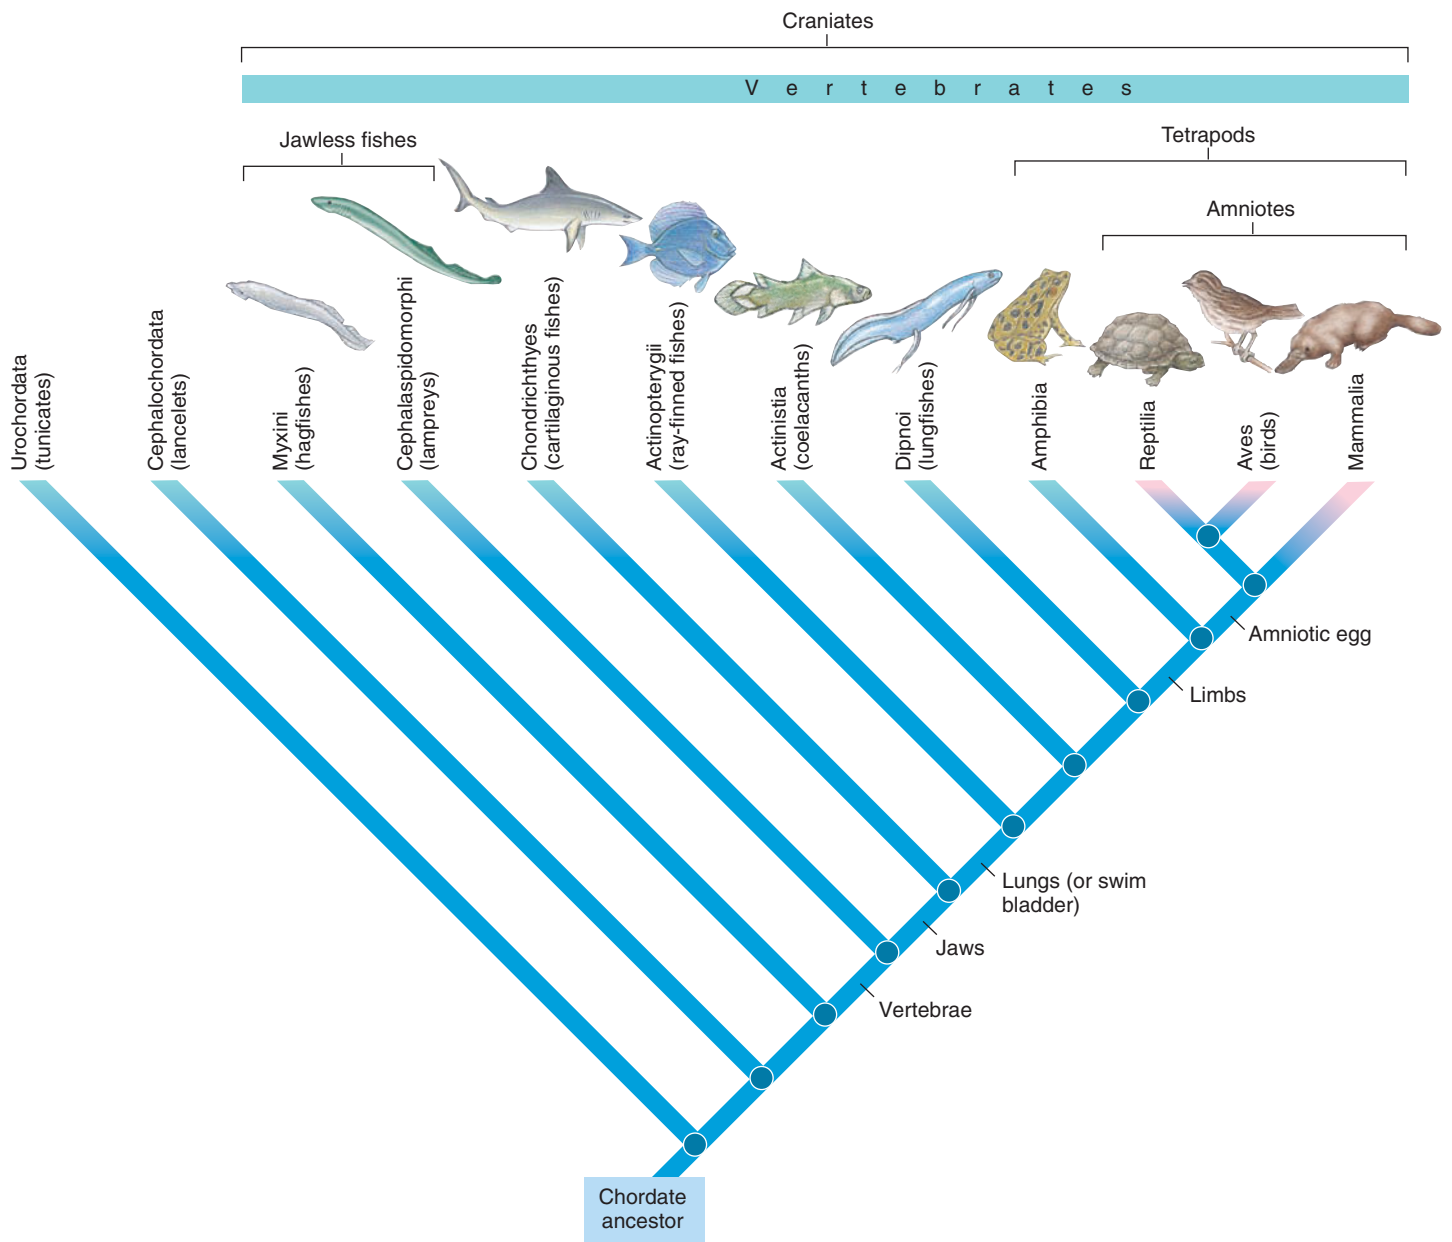 Craniates
Vertebrates
Jawless fishes
Tetrapods
Amniotes
Urochordata
(tunicates)
Cephalochordata
(lancelets)
Myxini
(hagfishes)
Cephalaspidomorphi
(lampreys)
Chondrichthyes
(cartilaginous fishes)
Actinopterygii
(ray-finned fishes)
Actinistia
(coelacanths)
Dipnoi
(lungfishes)
Amphibia
Reptilia
Aves
(birds)
Mammalia
Amniotic egg
Limbs
Lungs (or swim
bladder)
Jaws
Vertebrae
Chordate
ancestor